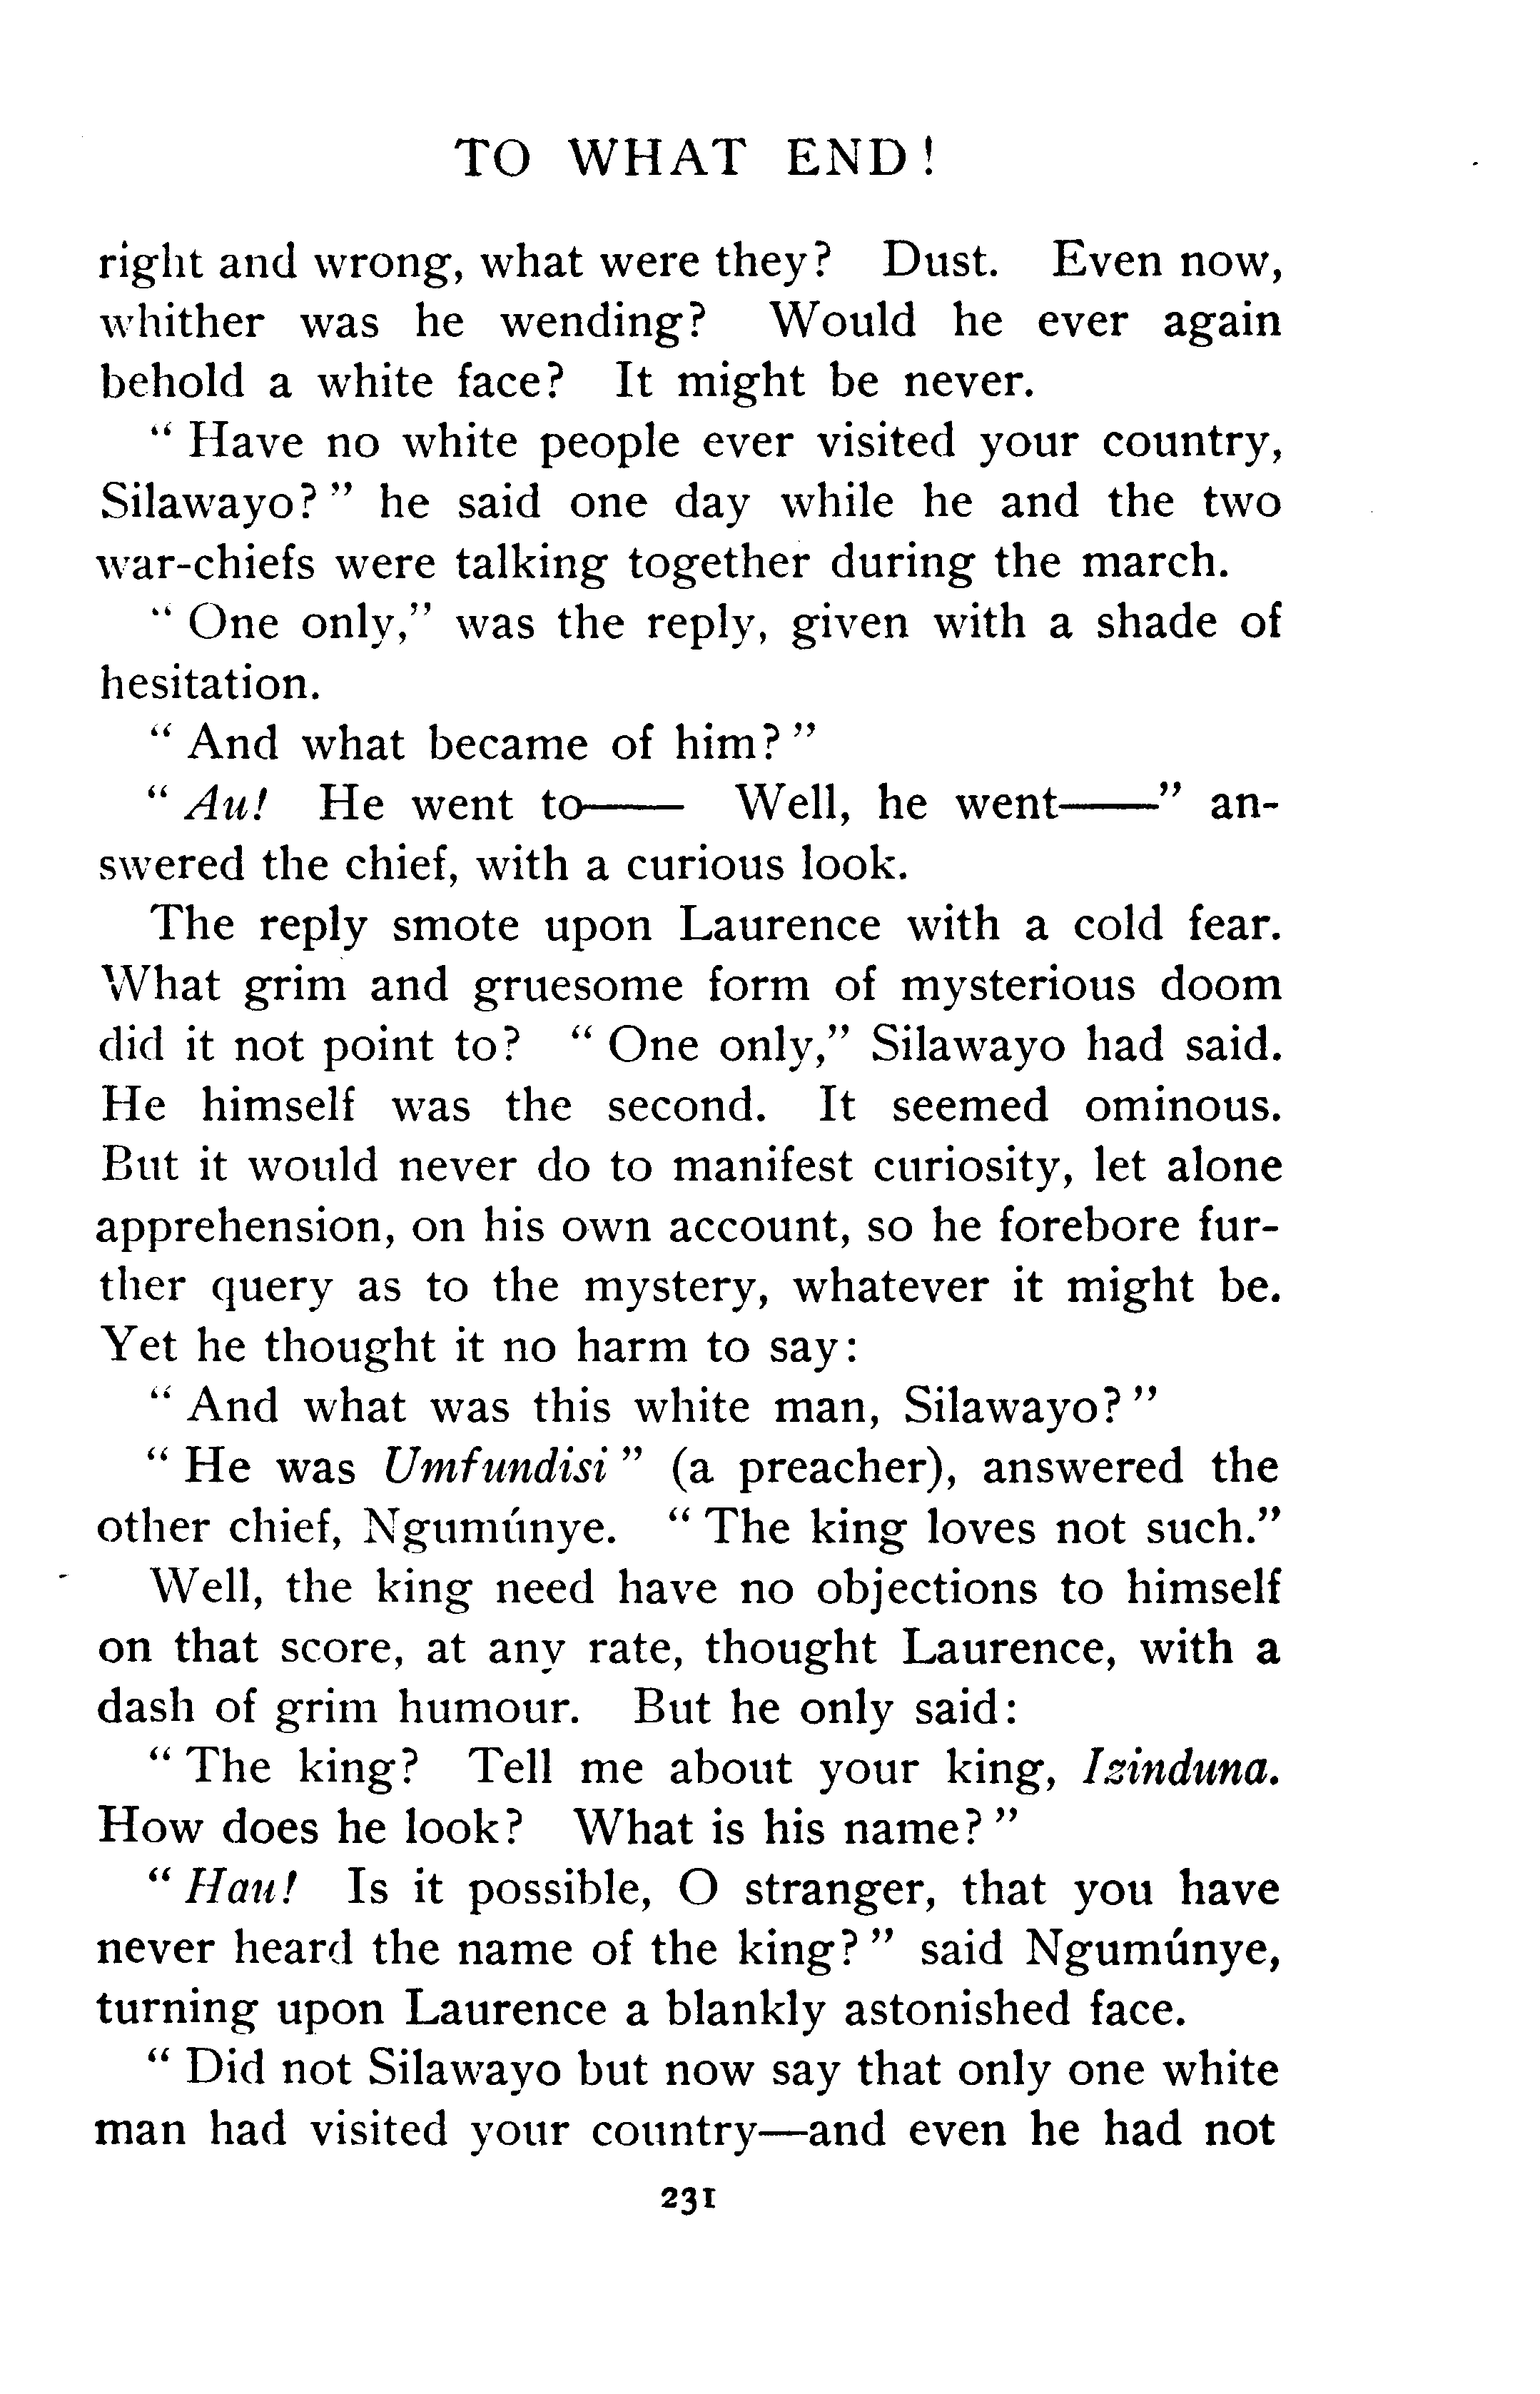 TO WHAT END!
right and wrong, what were they? Dust. Even now,
whither was he wending? Would he ever again
behold a white face? It might be never.
" Have no white people ever visited your country,
Silawayo? " he said one day while he and the two
war-chiefs were talking together during the march.
" One only," was the reply, given with a shade of
hesitation.
" And what became of him? "
" Au! He went to—— Well, he went——" an-
swered the chief, with a curious look.
The reply smote upon Laurence with a cold fear.
What grim and gruesome form of mysterious doom
did it not point to? " One only," Silawayo had said.
He himself was the second. It seemed ominous.
But it would never do to manifest curiosity, let alone
apprehension, on his own account, so he forebore fur-
ther query as to the mystery, whatever it might be.
Yet he thought it no harm to say:
" And what was this white man, Silawayo? "
" He was Umfundisi " (a preacher), answered the
other chief, Ngumúnye. " The king loves not such."
Well, the king need have no objections to himself
on that score, at any rate, thought Laurence, with a
dash of grim humour. But he only said:
" The king? Tell me about your king, Izinduna.
How does he look? What is his name? "
" Hau! Is it possible, O stranger, that you have
never heard the name of the king? " said Ngumúnye,
turning upon Laurence a blankly astonished face.
" Did not Silawayo but now say that only one white
man had visited your country—and even he had not
231